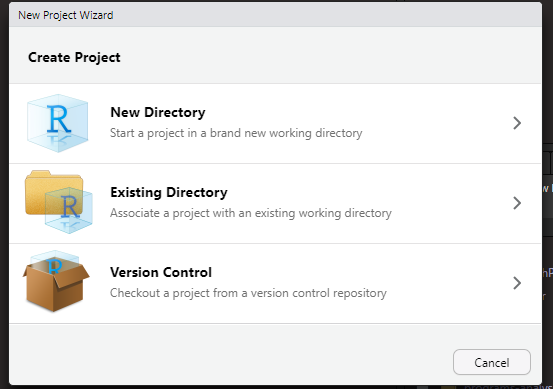 New Project Wizard
Create Project
New Directory
Start a project in a brand new working directory
Existing Directory
Associate a project with an existing working directory
Version Control
Checkout a project from a version control repository
Cancel